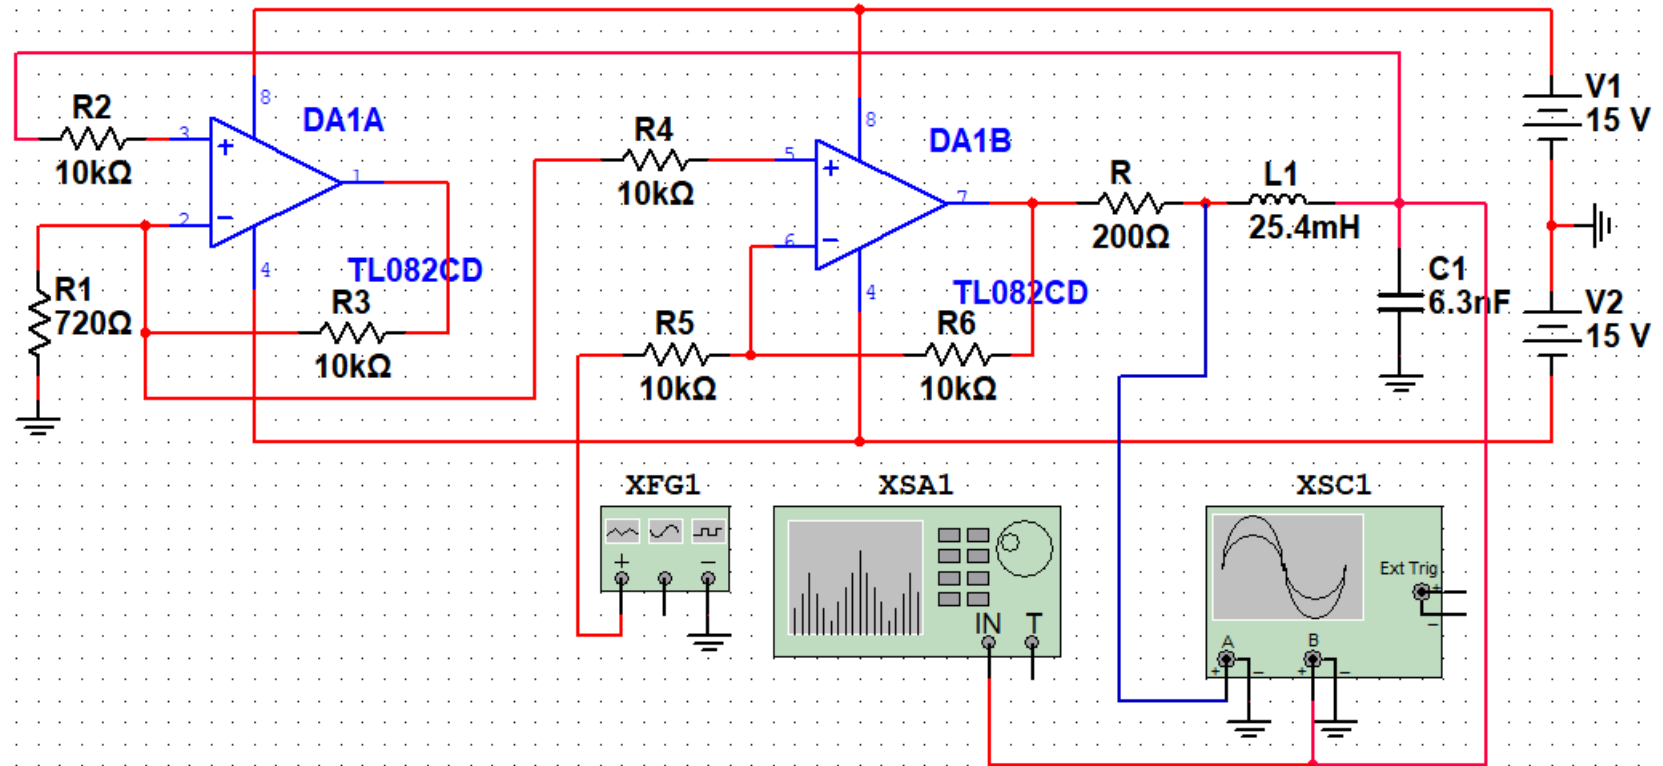 R2
10kΩ
3
2
8
4
1
DA1A
TL082CD
R1
720Ω
R3
10kΩ
R4
10kΩ
5
6
8
4
7
DA1B
TL082CD
R5
10kΩ
R6
10kΩ
R
200Ω
L1
25.4mH
C1
6.3nF
V1
15 V
V2
15 V
XFG1
XSA1
IN T
XSC1
Ext Trig
A
B